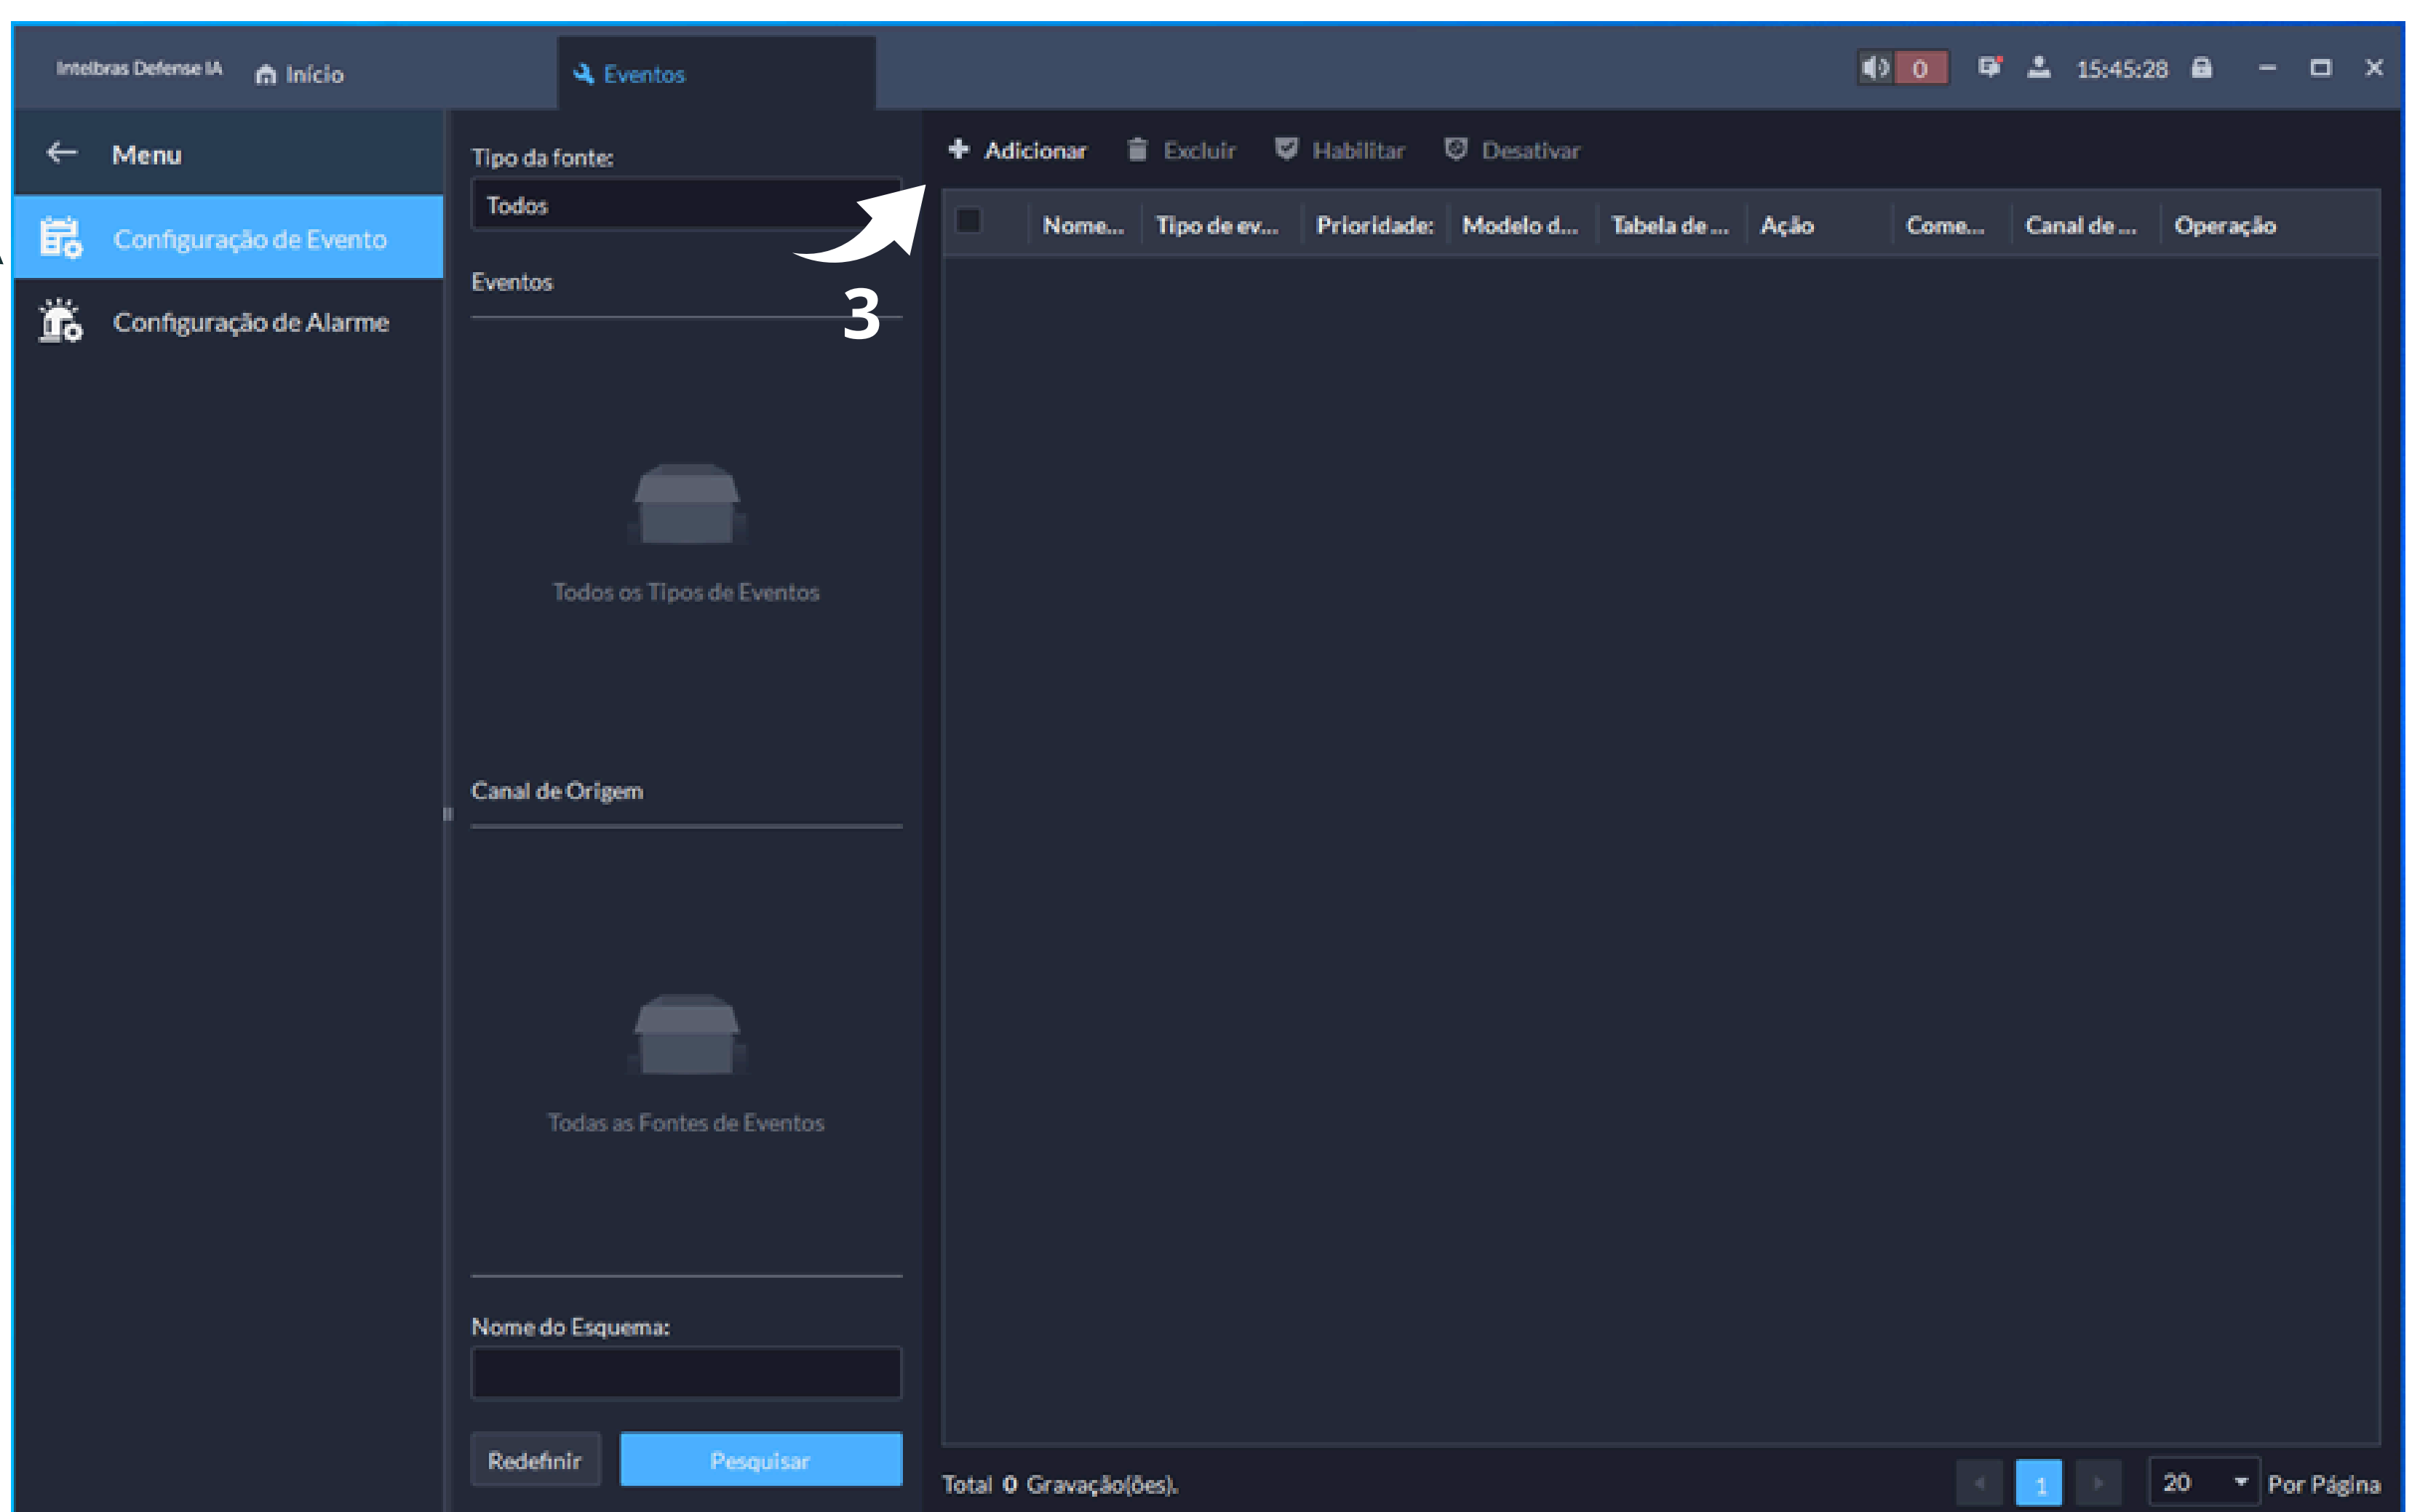 Intelbras Defense IA
Início
Eventos
0
15:45:28
Menu
Configuração de Evento
Configuração de Alarme
Tipo da fonte:
Todos
Eventos
3
Todos os Tipos de Eventos
Canal de Origem
Todas as Fontes de Eventos
Nome do Esquema:
Redefinir
Pesquisar
Adicionar Excluir Habilitar Desativar
Nome... Tipo de ev... Prioridade: Modelo d... Tabela de ... Ação Come... Canal de ... Operação
Total 0 Gravação(ões).
1
20 Por Página